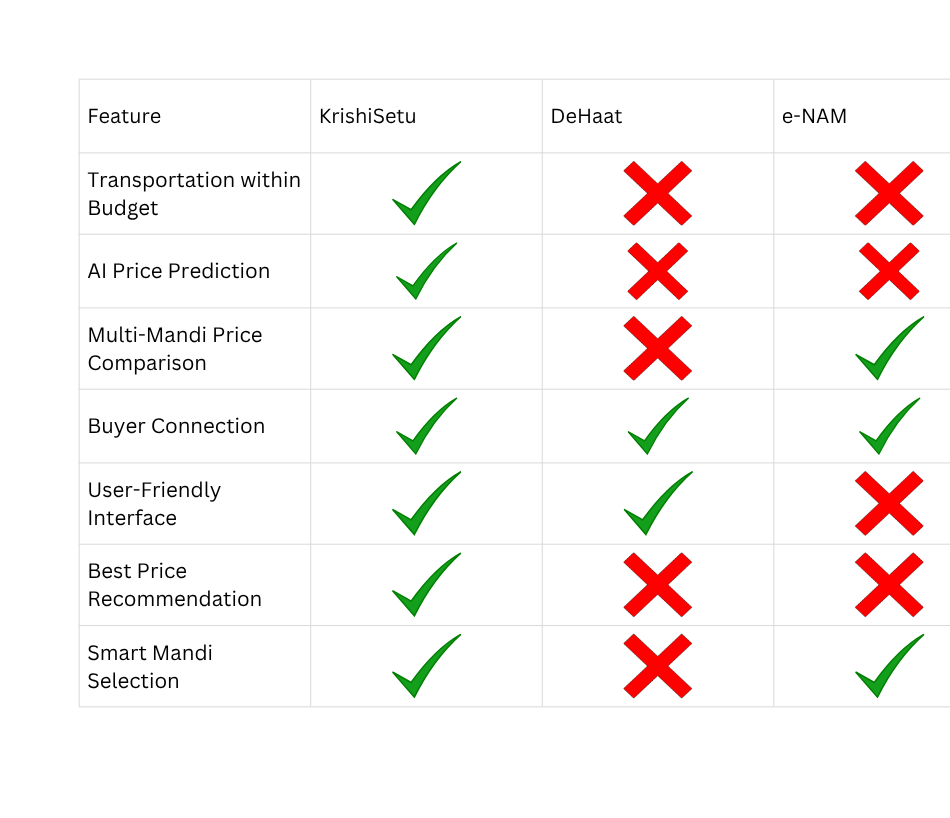 Feature KrishiSetu DeHaat e-NAM
Transportation within
Budget
AI Price Prediction
Multi-Mandi Price
Comparison
Buyer Connection
User-Friendly
Interface
Best Price
Recommendation
Smart Mandi
Selection